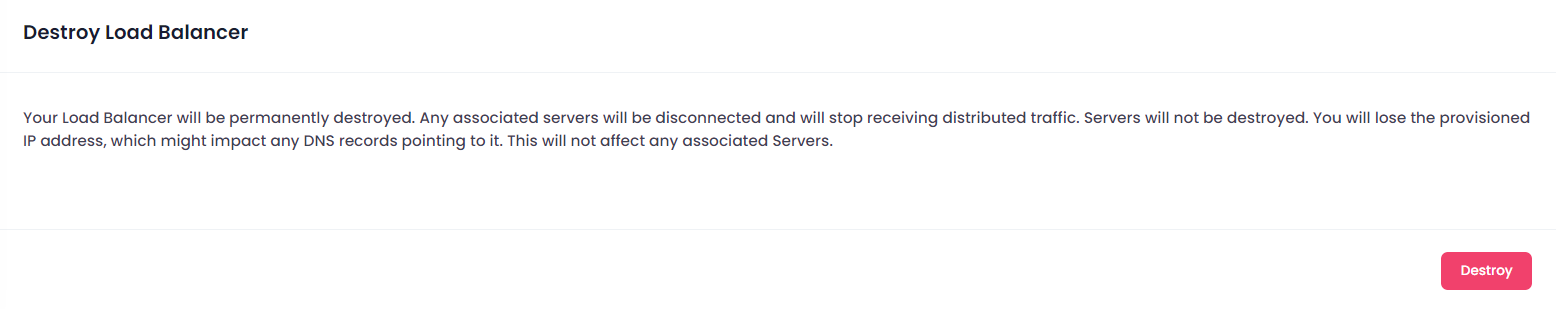 Destroy Load Balancer
Your Load Balancer will be permanently destroyed. Any associated servers will be disconnected and will stop receiving distributed traffic. Servers will not be destroyed. You will lose the provisioned
IP address, which might impact any DNS records pointing to it. This will not affect any associated Servers.
Destroy